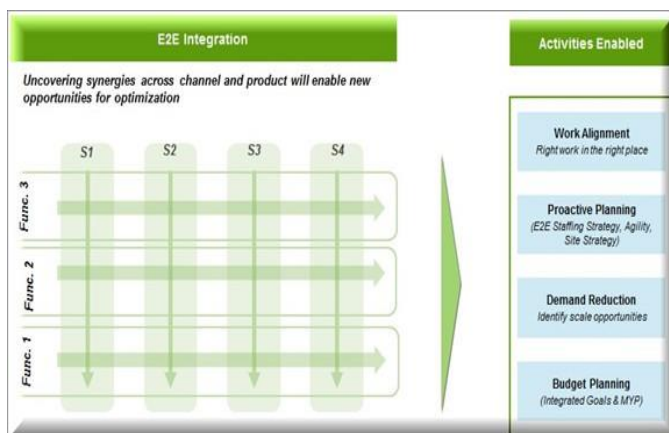 E2E Integration
Uncovering synergies across channel and product will enable new
opportunities for optimization
S1 S2 S3 S4
Func. 3
Func. 2
Func. 1
Activities Enabled
Work Alignment
Right work in the right place
Proactive Planning
(E2E Staffing Strategy, Agility,
Site Strategy)
Demand Reduction
Identify scale opportunities
Budget Planning
(Integrated Goals & MYP)